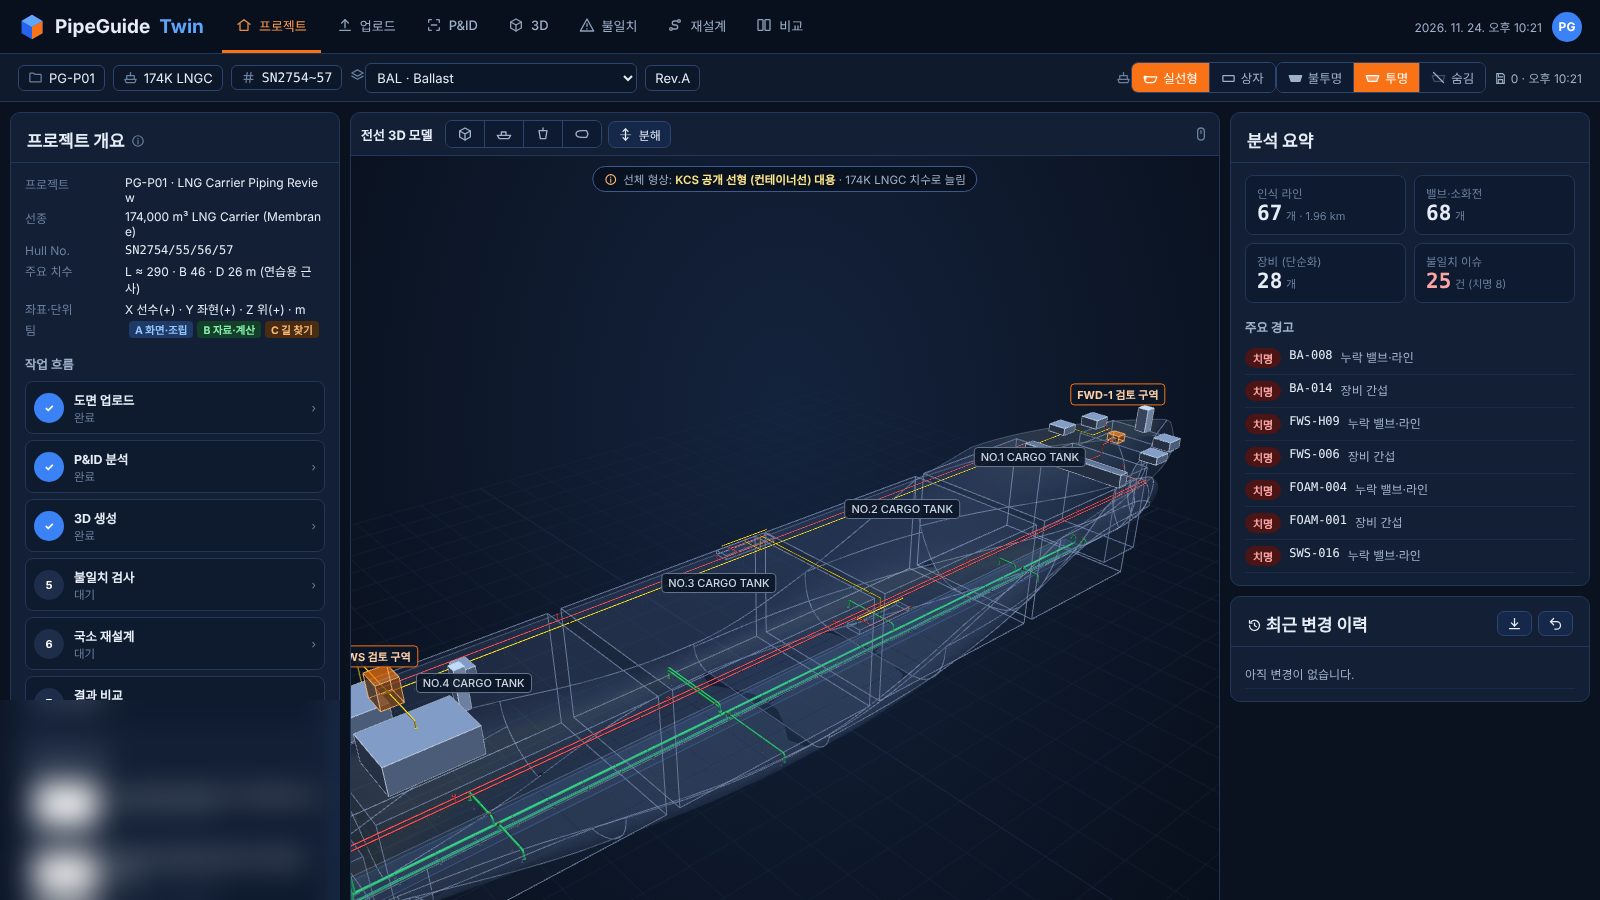 PipeGuide Twin
프로젝트
업로드
P&ID
3D
불일치
재설계
비교
2026. 11. 24. 오후 10:21
PG
PG-P01
174K LNGC
SN2754~57
BAL · Ballast
Rev.A
실선형
상자
불투명
투명
숨김
0 · 오후 10:21
프로젝트 개요
프로젝트
PG-P01 · LNG Carrier Piping Revie
w
선종
174,000 m³ LNG Carrier (Membran
e)
Hull No.
SN2754/55/56/57
주요 치수
L ≈ 290 · B 46 · D 26 m (연습용 근
사)
좌표·단위
X 선수(+) · Y 좌현(+) · Z 위(+) · m
팀
A 화면·조립
B 자료·계산
C 길 찾기
작업 흐름
도면 업로드
완료
P&ID 분석
완료
3D 생성
완료
5
불일치 검사
대기
6
국소 재설계
대기
결과 비교
전선 3D 모델
분해
선체 형상: KCS 공개 선형 (컨테이너선) 대용 · 174K LNGC 치수로 늘림
FWD-1 검토 구역
NO.1 CARGO TANK
NO.2 CARGO TANK
NO.3 CARGO TANK
WS 검토 구역
NO.4 CARGO TANK
분석 요약
인식 라인
67 개 · 1.96 km
밸브·소화전
68 개
장비 (단순화)
28 개
불일치 이슈
25 건 (치명 8)
주요 경고
치명 BA-008 누락 밸브·라인
치명 BA-014 장비 간섭
치명 FWS-H09 누락 밸브·라인
치명 FWS-006 장비 간섭
치명 FOAM-004 누락 밸브·라인
치명 FOAM-001 장비 간섭
치명 SWS-016 누락 밸브·라인
최근 변경 이력
아직 변경이 없습니다.